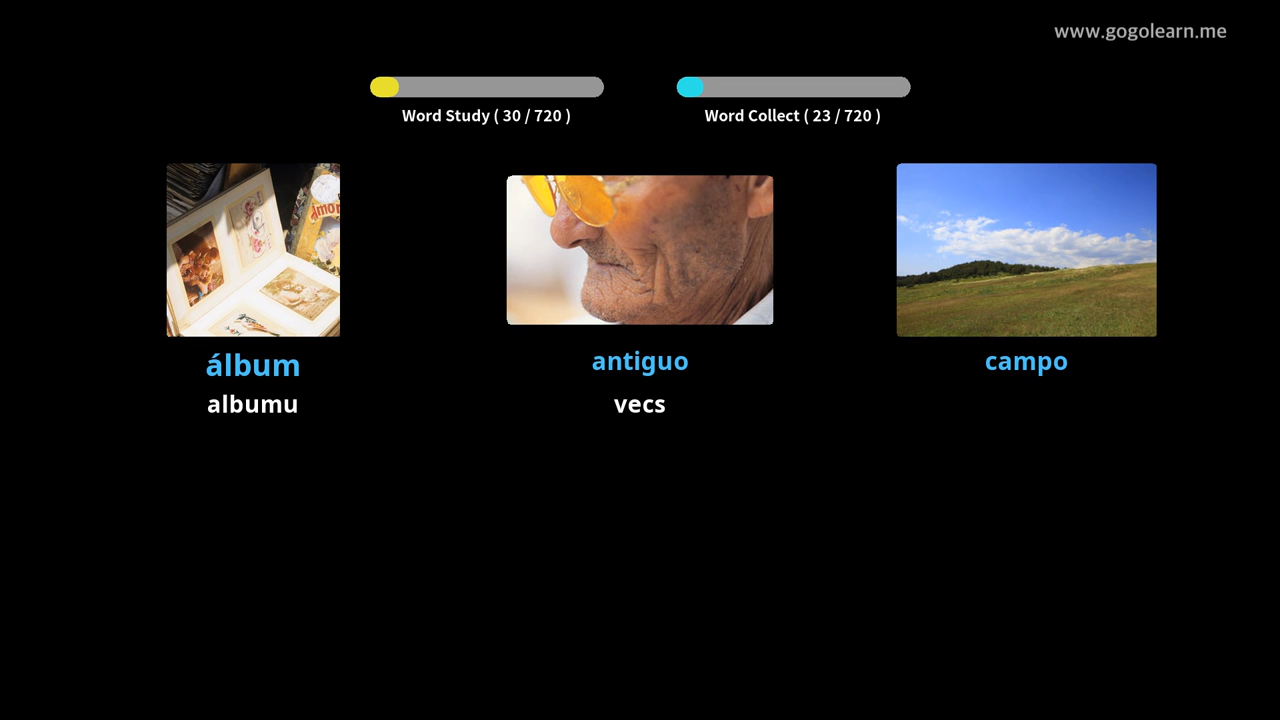 www.gogolearn.me
Word Study ( 30 / 720 )
Word Collect ( 23 / 720 )
álbum
antiguo
campo
albumu
vecs